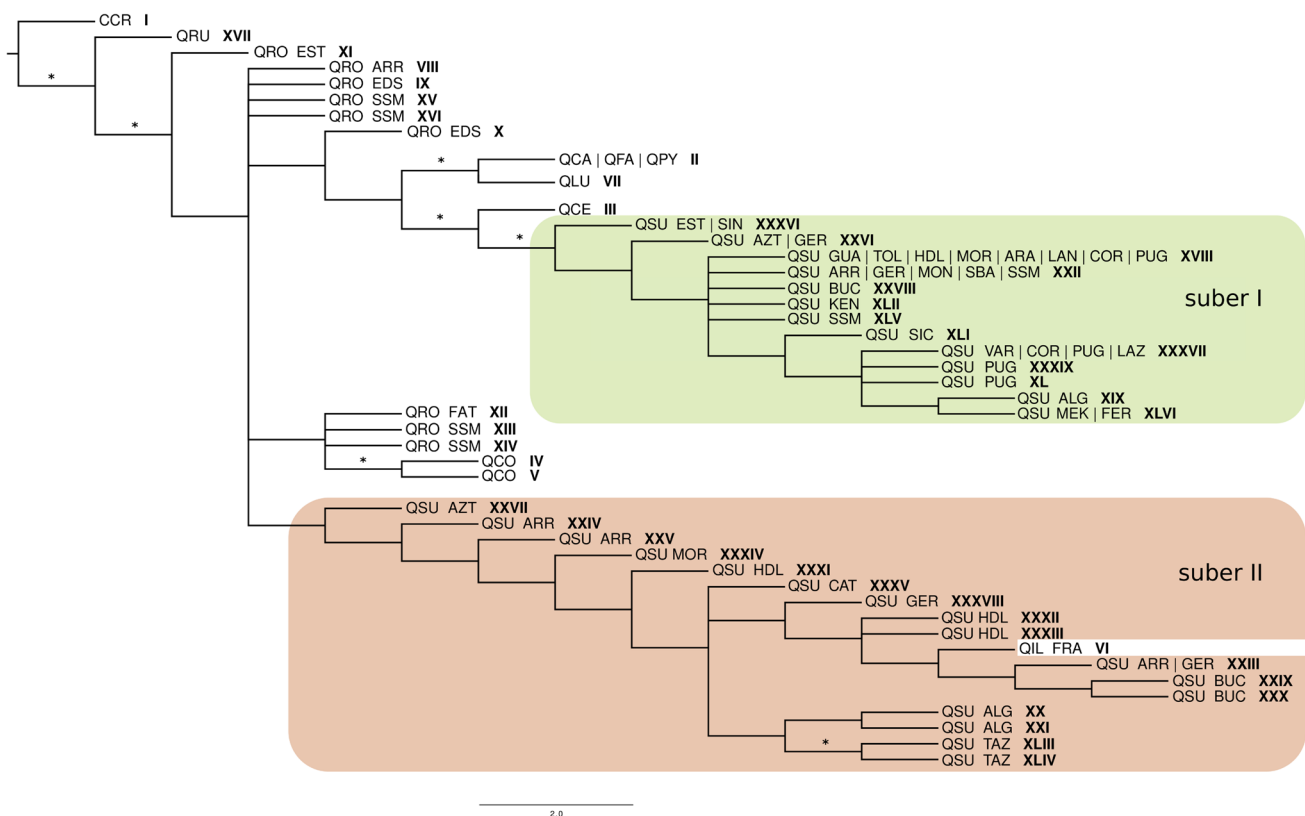 CCR I
QRU XVII
QRO EST XI
QRO ARR VIII
QRO EDS IX
QRO SSM XV
QRO SSM XVI
QRO EDS X
*
*
QCA | QFA | QPY II
*
QLU VII
QCE III
*
*
QSU EST | SIN XXXVI
QSU AZT | GER XXVI
QSU GUA | TOL | HDL | MOR | ARA | LAN | COR | PUG XVIII
QSU ARR | GER | MON | SBA | SSM XXII
QSU BUC XXVIII
suber I
QSU KEN XLII
QSU SSM XLV
QSU SIC XLI
QSU VAR | COR | PUG | LAZ XXXVII
QSU PUG XXXIX
QSU PUG XL
QSU ALG XIX
QSU MEK | FER XLVI
QRO FAT XII
QRO SSM XIII
QRO SSM XIV
*
QCO IV
QCO V
QSU AZT XXVII
QSU ARR XXIV
QSU ARR XXV
QSU MOR XXXIV
QSU HDL XXXI
suber II
QSU CAT XXXV
QSU GER XXXVIII
QSU HDL XXXII
QSU HDL XXXIII
QIL FRA VI
QSU ARR | GER XXIII
QSU BUC XXIX
QSU BUC XXX
QSU ALG XX
QSU ALG XXI
*
QSU TAZ XLIII
QSU TAZ XLIV
2.0